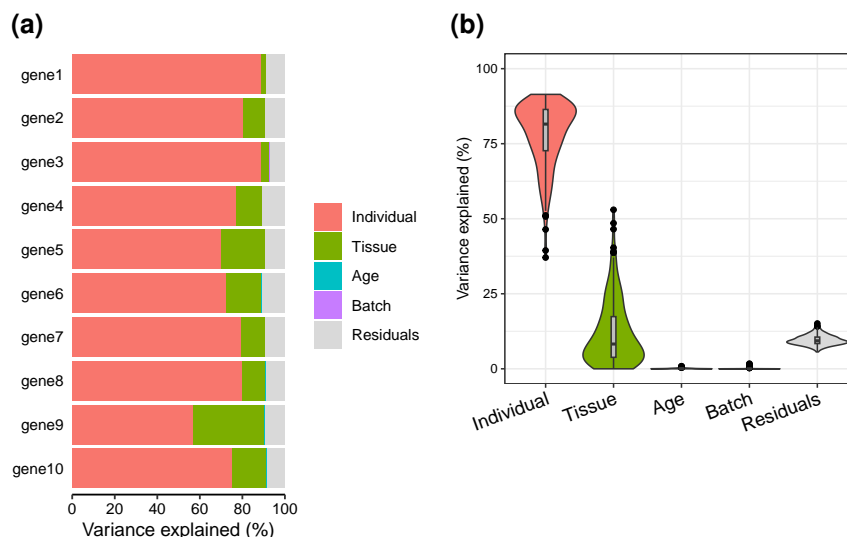 (a)
gene1
gene2
gene3
gene4
gene5
gene6
gene7
gene8
gene9
gene10
0 20 40 60 80 100
Variance explained (%)
Individual
Tissue
Age
Batch
Residuals
(b)
Variance explained (%)
100
75
50
25
0
Individual
Tissue
Age
Batch
Residuals